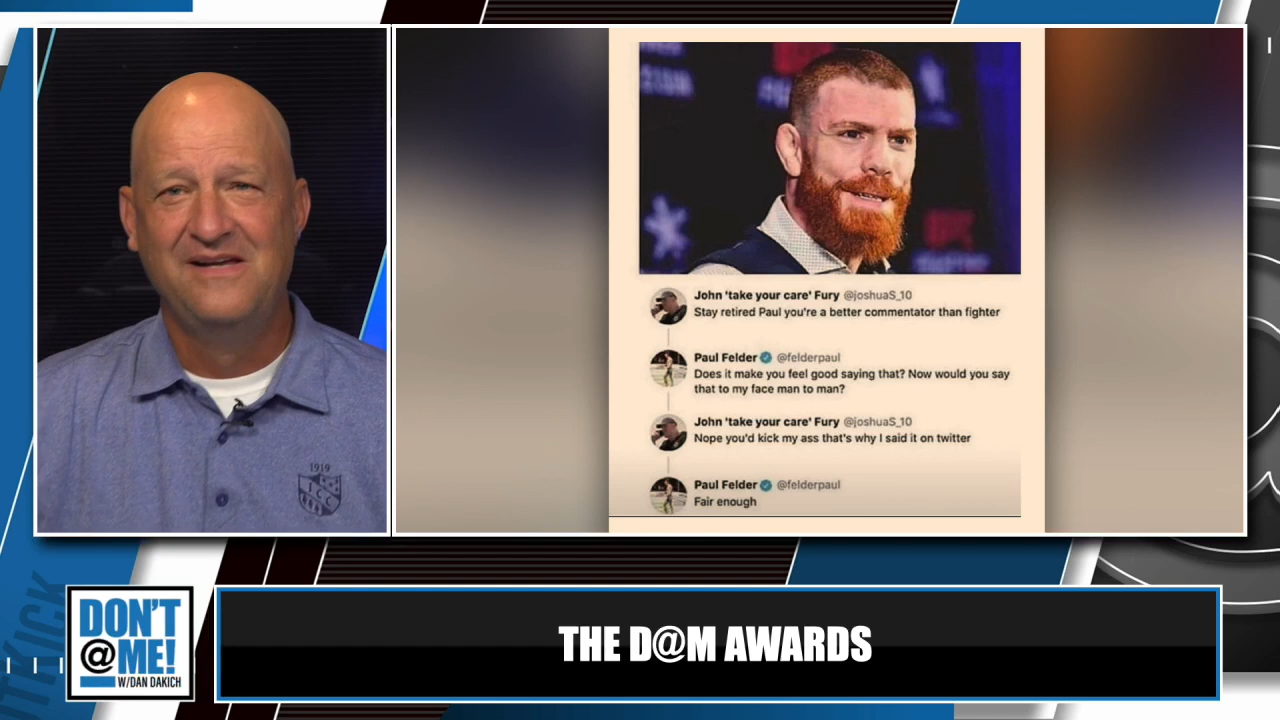 John 'take your care' Fury @joshuaS_10
Stay retired Paul you're a better commentator than fighter
Paul Felder @felderpaul
Does it make you feel good saying that? Now would you say
that to my face man to man?
John 'take your care' Fury @joshuaS_10
Nope you'd kick my ass that's why I said it on twitter
Paul Felder @felderpaul
Fair enough
1919
ICC
DON'T
@ME!
W/DAN DAKICH
THE D@M AWARDS